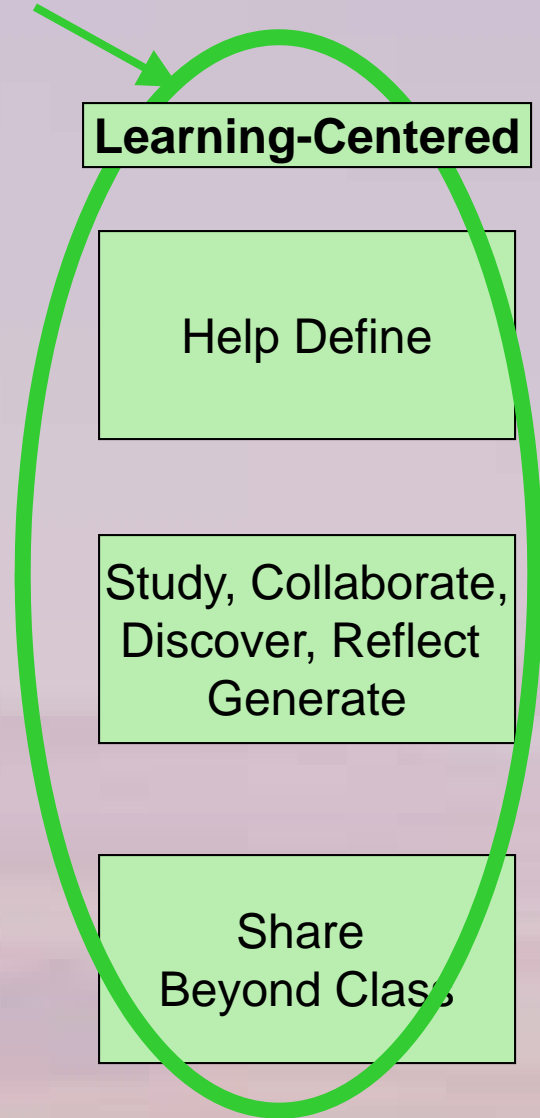 Learning-Centered
Help Define
Study, Collaborate,
Discover, Reflect
Generate
Share
Beyond Class